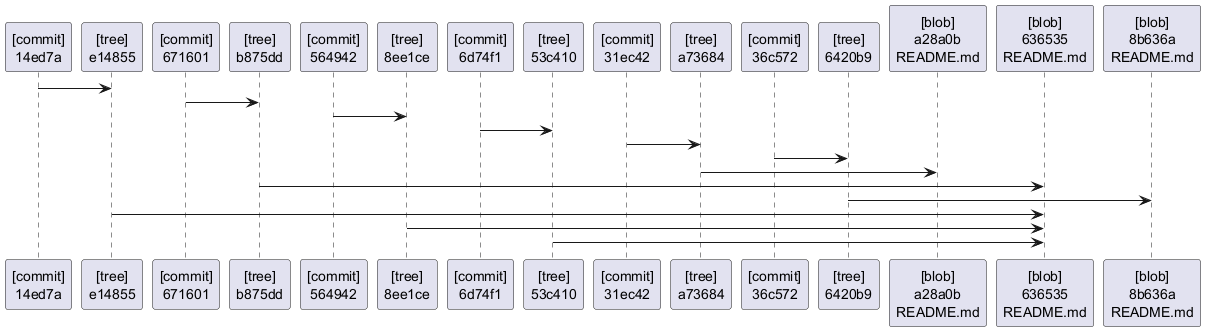 [commit] [tree] [commit] [tree] [commit] [tree] [commit] [tree] [commit] [tree] [commit] [tree] [blob] [blob] [blob]
14ed7a e14855 671601 b875dd 564942 8ee1ce 6d74f1 53c410 31ec42 a73684 36c572 6420b9 a28a0b 636535 8b636a
README.md README.md README.md
[commit] [tree] [commit] [tree] [commit] [tree] [commit] [tree] [commit] [tree] [commit] [tree] [blob] [blob] [blob]
14ed7a e14855 671601 b875dd 564942 8ee1ce 6d74f1 53c410 31ec42 a73684 36c572 6420b9 a28a0b 636535 8b636a
README.md README.md README.md